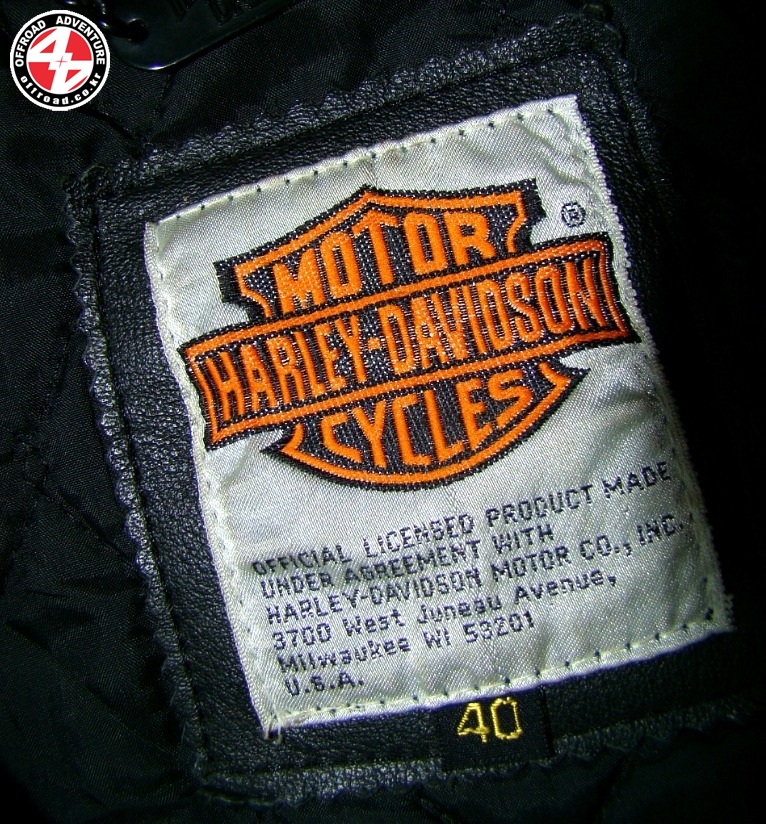 OFFROAD ADVENTURE
4x4
offroad.co.kr
MOTOR
®
HARLEY-DAVIDSON
CYCLES
OFFICIAL LICENSED PRODUCT MADE
UNDER AGREEMENT WITH
HARLEY-DAVIDSON MOTOR CO., INC.
3700 West Juneau Avenue,
Milwaukee WI 53201
U.S.A.
40